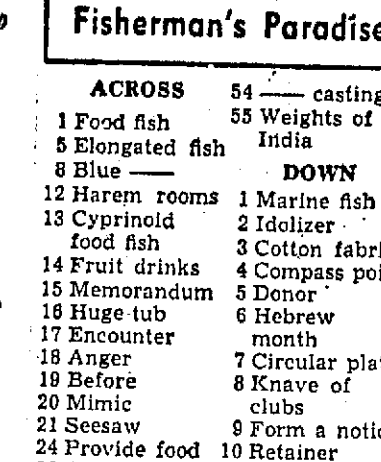 Fisherman's Paradise
ACROSS
1 Food fish
5 Elongated fish
8 Blue ——
12 Harem rooms
13 Cyprinoid
food fish
14 Fruit drinks
15 Memorandum
16 Huge tub
17 Encounter
18 Anger
19 Before
20 Mimic
21 Seesaw
24 Provide food
54 —— casting
55 Weights of
India
DOWN
1 Marine fish
2 Idolizer
3 Cotton fabri
4 Compass poi
5 Donor
6 Hebrew
month
7 Circular pla
8 Knave of
clubs
9 Form a notio
10 Retainer